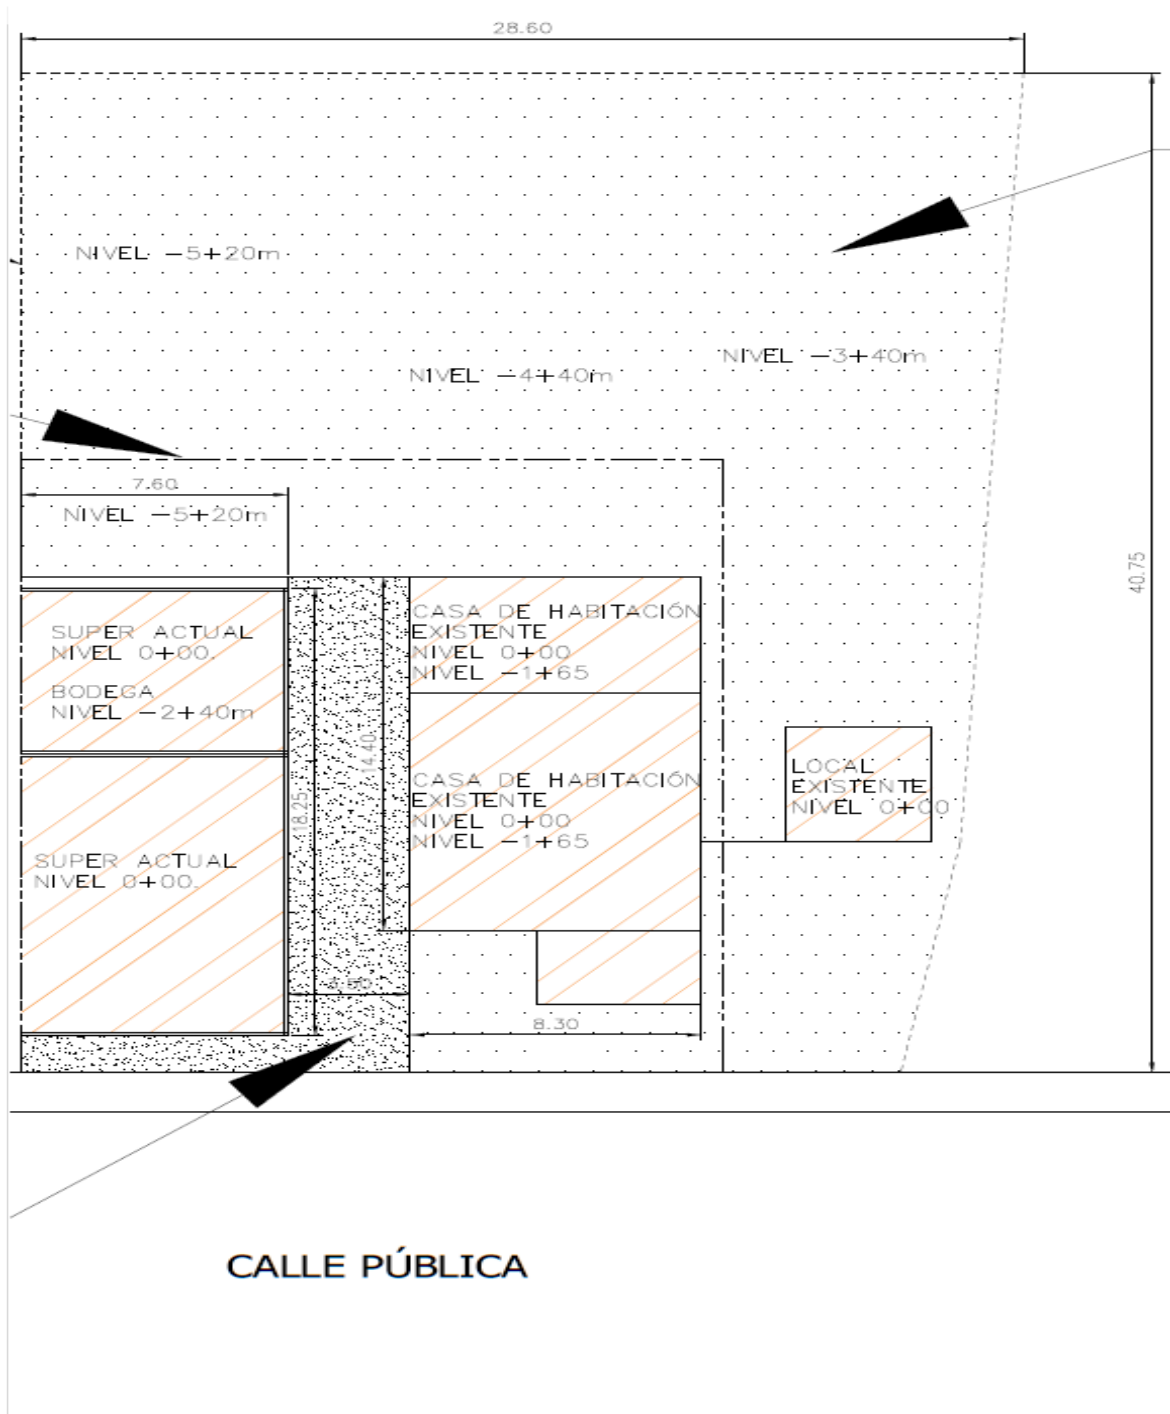 28.60
NIVEL -5+20m
NIVEL -3+40m
NIVEL -4+40m
7.60
NIVEL -5+20m
40.75
CASA DE HABITACIÓN
EXISTENTE
NIVEL 0+00
NIVEL -1+65
SUPER ACTUAL
NIVEL 0+00.
BODEGA
NIVEL -2+40m
14.40
18.25
CASA DE HABITACIÓN
EXISTENTE
NIVEL 0+00
NIVEL -1+65
LOCAL
EXISTENTE
NIVEL 0+00
SUPER ACTUAL
NIVEL 0+00.
3.50
8.30
CALLE PÚBLICA